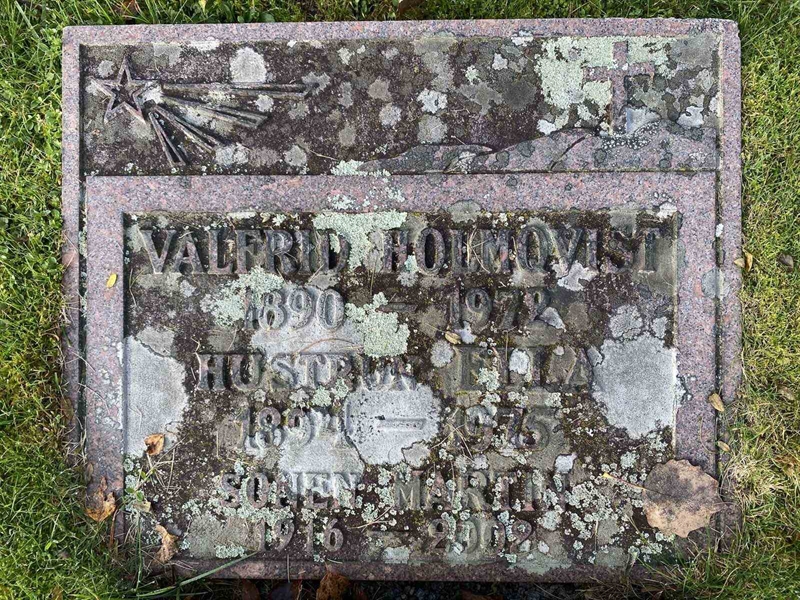 VALFRID HOLMQVIST
1890 - 1972
HUSTRUN ELLA
1894 - 1975
SONEN MARTIN
1916 - 2002